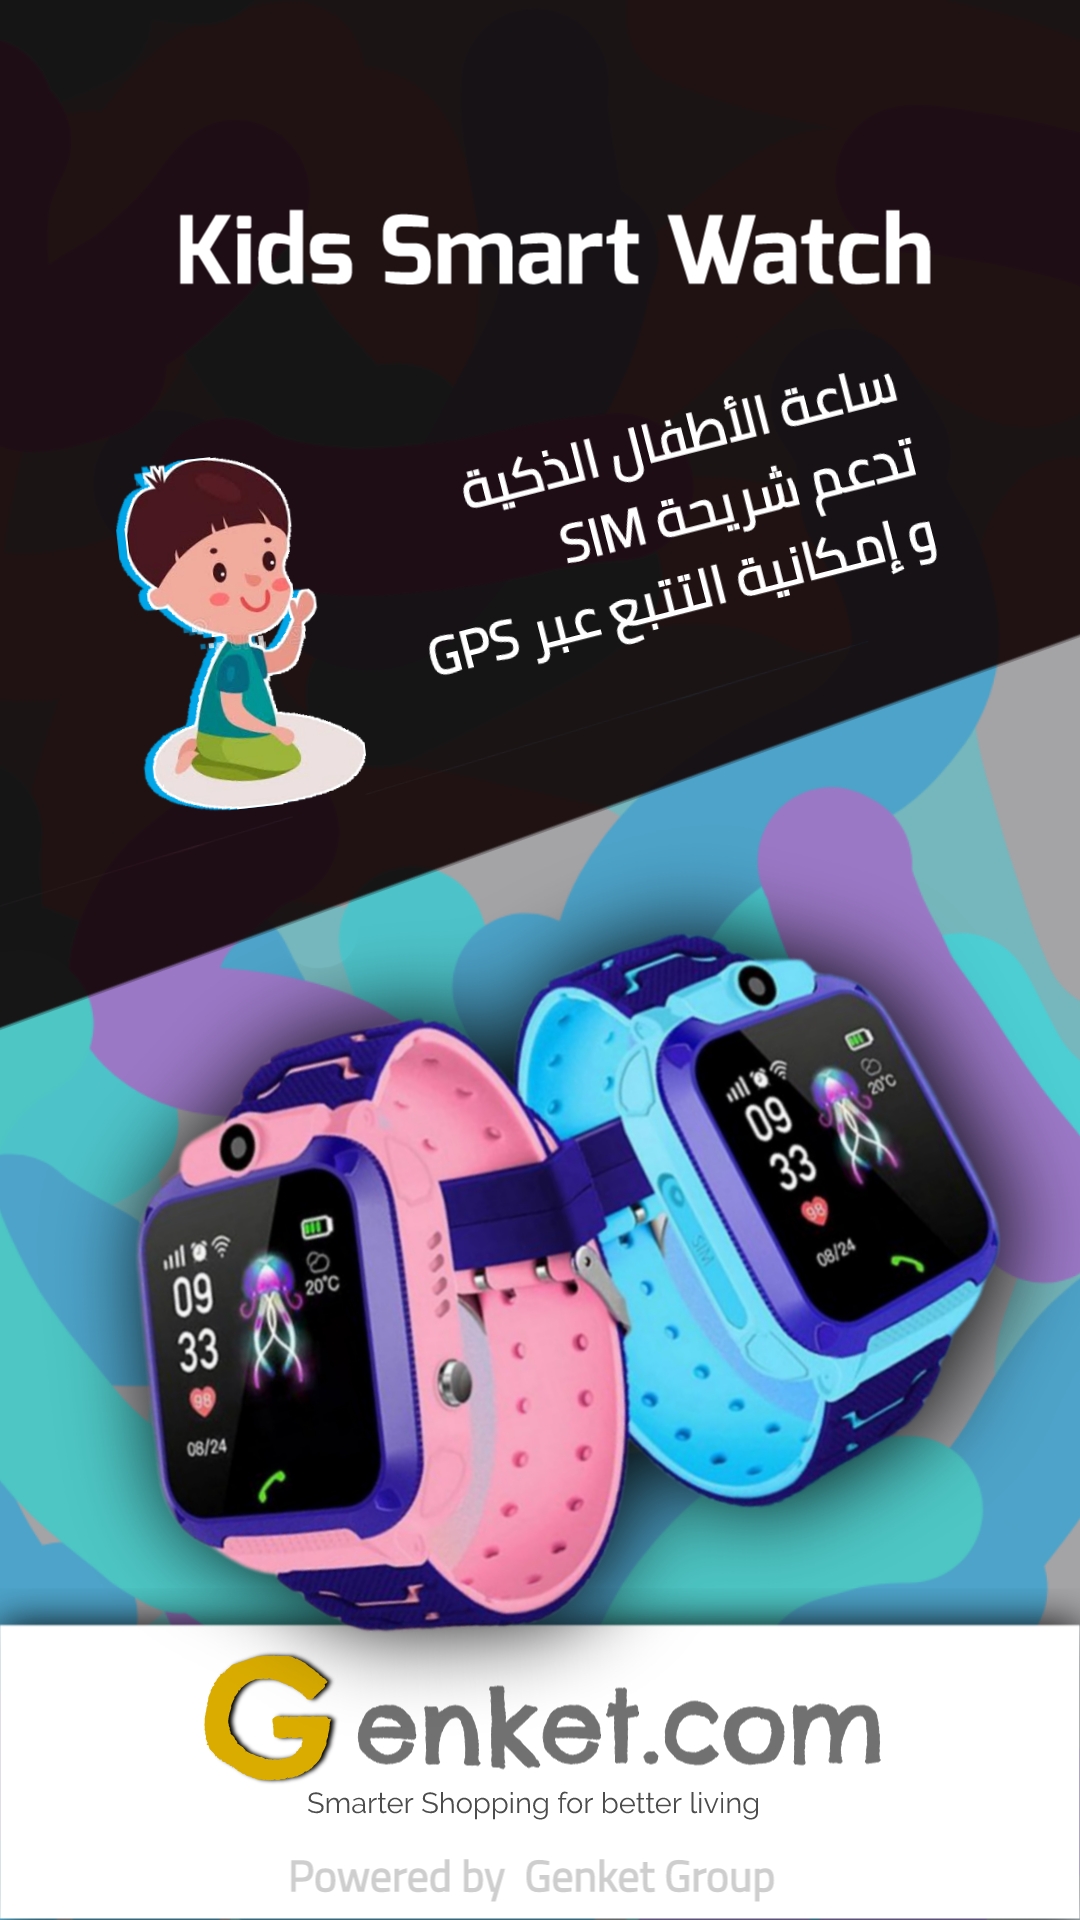 Kids Smart Watch
ساعة الأطفال الذكية
تدعم شريحة SIM
و إمكانية التتبع عبر GPS
09
33
98
08/24
20°C
09
33
98
08/24
20°C
SIM
Genket.com
Smarter Shopping for better living
Powered by Genket Group